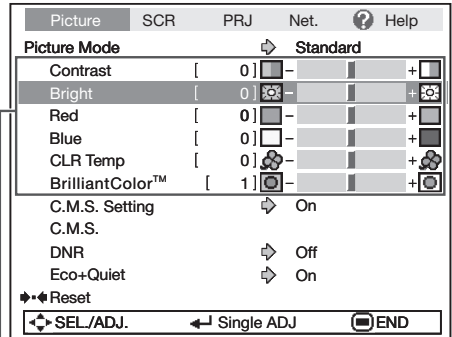 Picture SCR PRJ Net. ? Help
Picture Mode Standard
Contrast [ 0] - +
Bright [ 0] - +
Red [ 0] - +
Blue [ 0] - +
CLR Temp [ 0] - +
BrilliantColor™ [ 1] - +
C.M.S. Setting On
C.M.S.
DNR Off
Eco+Quiet On
Reset
SEL./ADJ. Single ADJ END